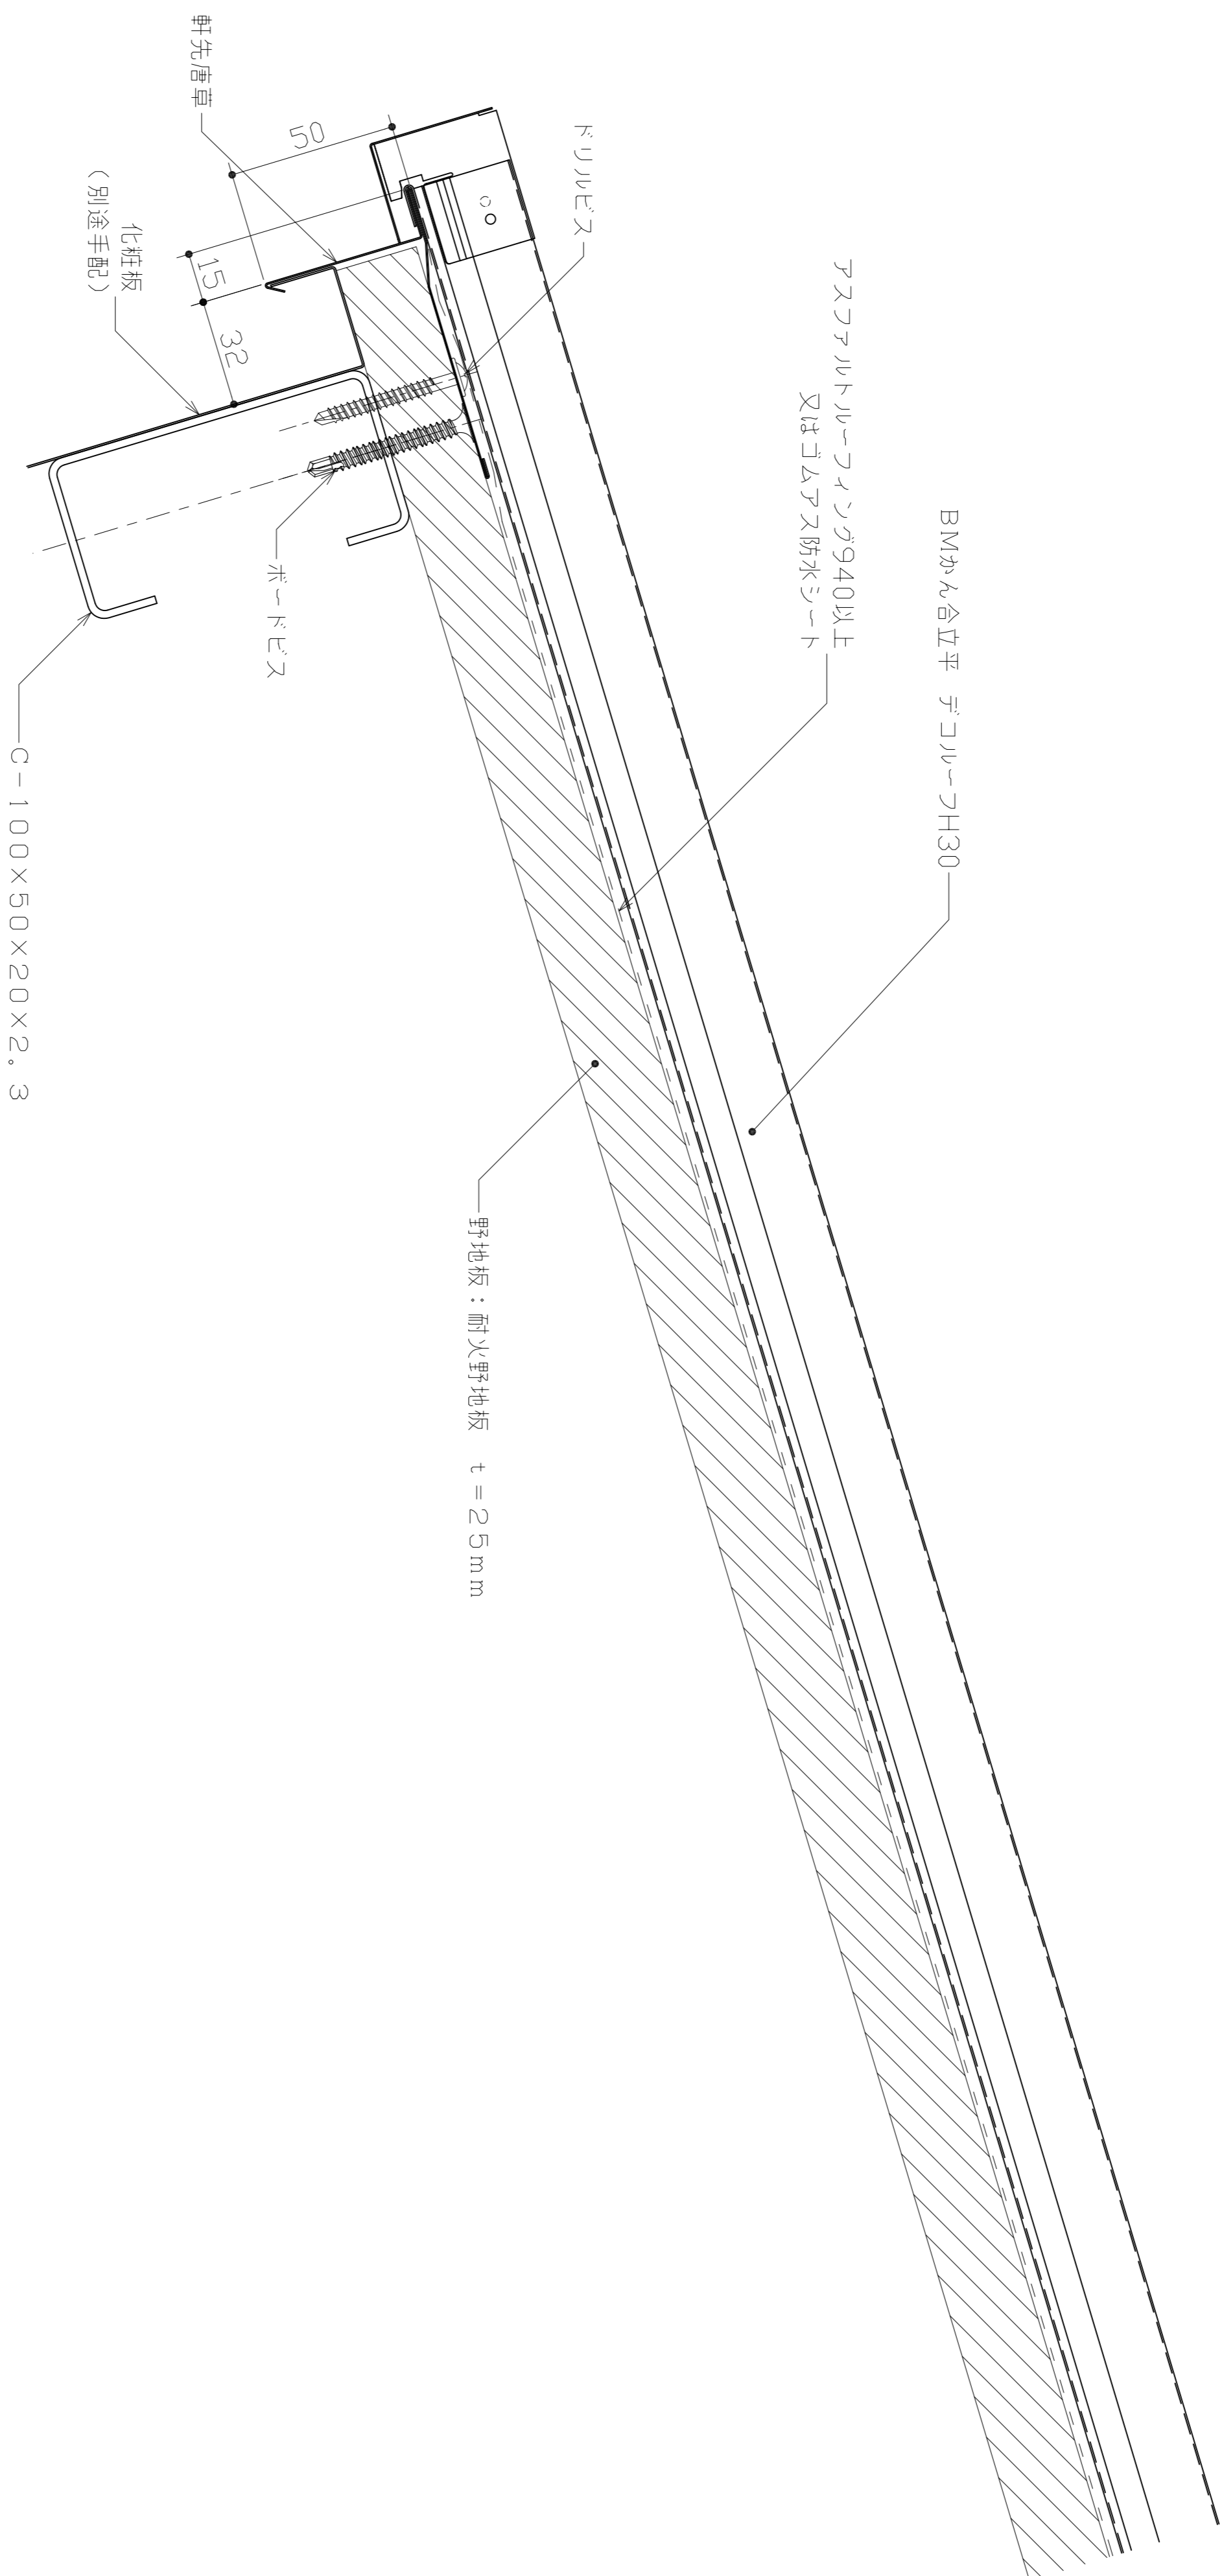 BMかん合立平 デコルーフH30
アスファルトルーフィング940以上
又はゴムアス防水シート
ドリルビス
野地板：耐火野地板 t=25mm
50
軒先唐草
15
32
化粧板
（別途手配）
ボードビス
C-100×50×20×2.3